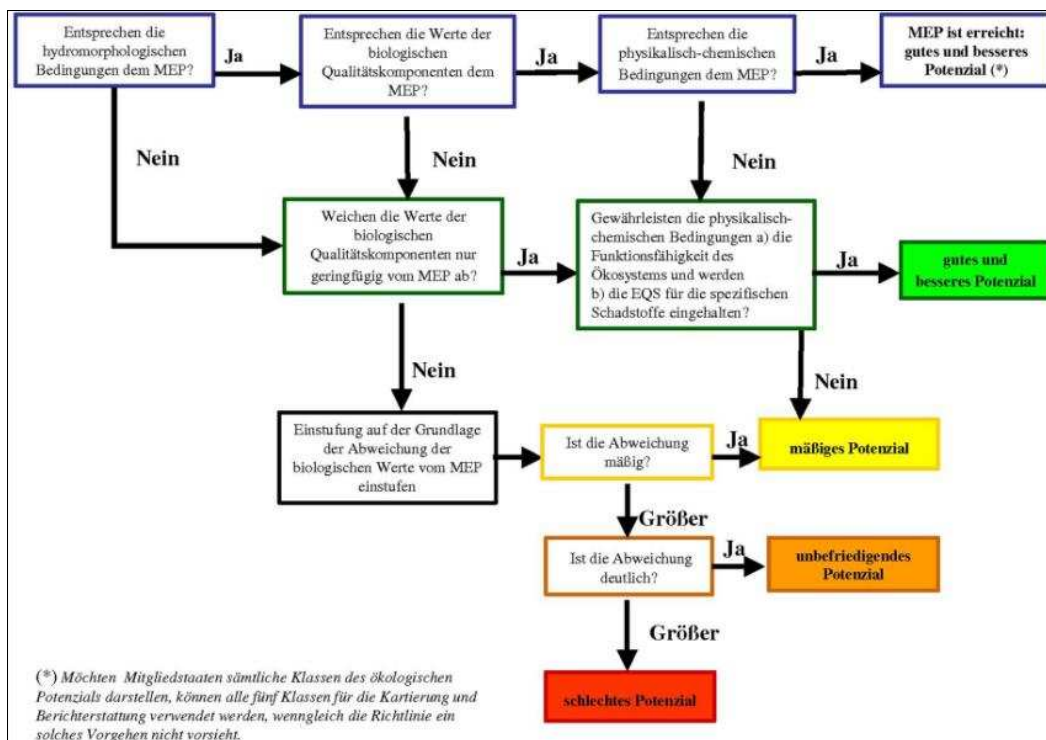 Entsprechen die
hydromorphologischen
Bedingungen dem MEP?
Ja
Entsprechen die Werte der
biologischen
Qualitätskomponenten dem
MEP?
Ja
Entsprechen die
physikalisch-chemischen
Bedingungen dem MEP?
Ja
MEP ist erreicht:
gutes und besseres
Potenzial (*)
Nein
Nein
Nein
Weichen die Werte der
biologischen
Qualitätskomponenten nur
geringfügig vom MEP ab?
Ja
Gewährleisten die physikalisch-
chemischen Bedingungen a) die
Funktionsfähigkeit des
Ökosystems und werden
b) die EQS für die spezifischen
Schadstoffe eingehalten?
Ja
gutes und
besseres Potenzial
Nein
Nein
Einstufung auf der Grundlage
der Abweichung der
biologischen Werte vom MEP
einstufen
Ist die Abweichung
mäßig?
Ja
mäßiges Potenzial
Größer
Ist die Abweichung
deutlich?
Ja
unbefriedigendes
Potenzial
Größer
schlechtes Potenzial
(*) Möchten Mitgliedstaaten sämtliche Klassen des ökologischen
Potenzials darstellen, können alle fünf Klassen für die Kartierung und
Berichterstattung verwendet werden, wenngleich die Richtlinie ein
solches Vorgehen nicht vorsieht.